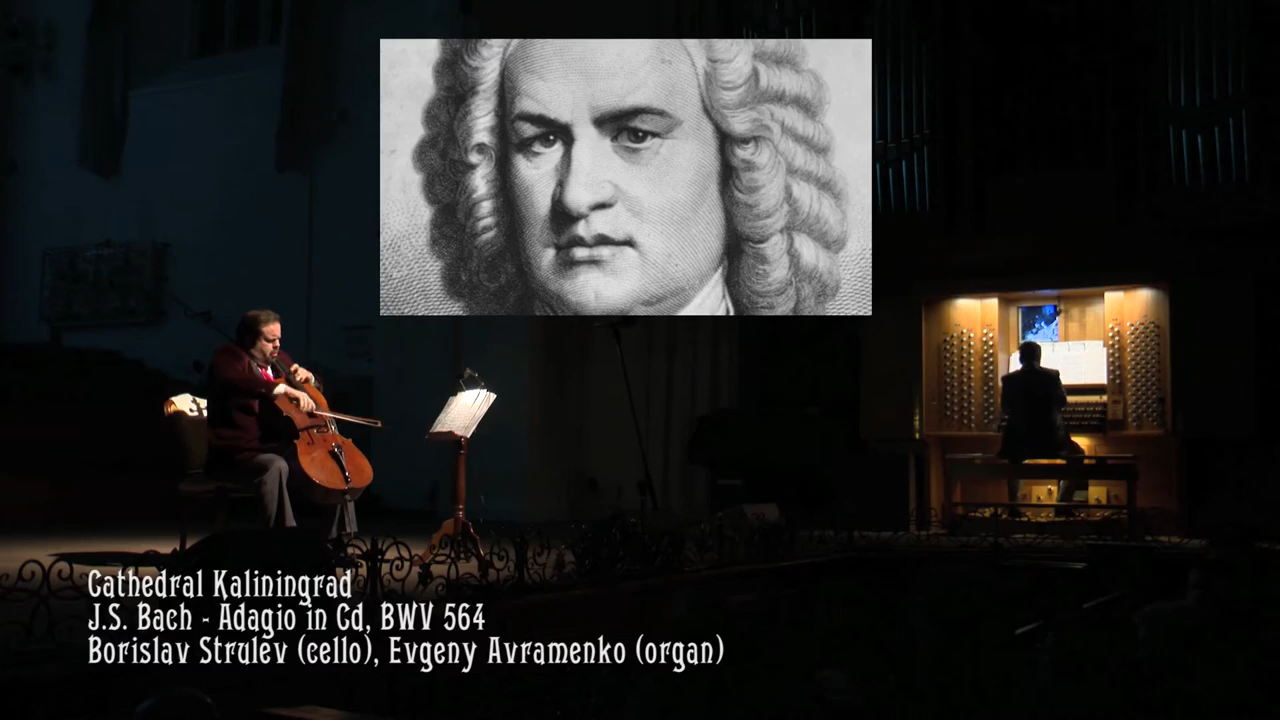 Cathedral Kaliningrad
J.S. Bach - Adagio in Cd, BWV 564
Borislav Strulev (cello), Evgeny Avramenko (organ)